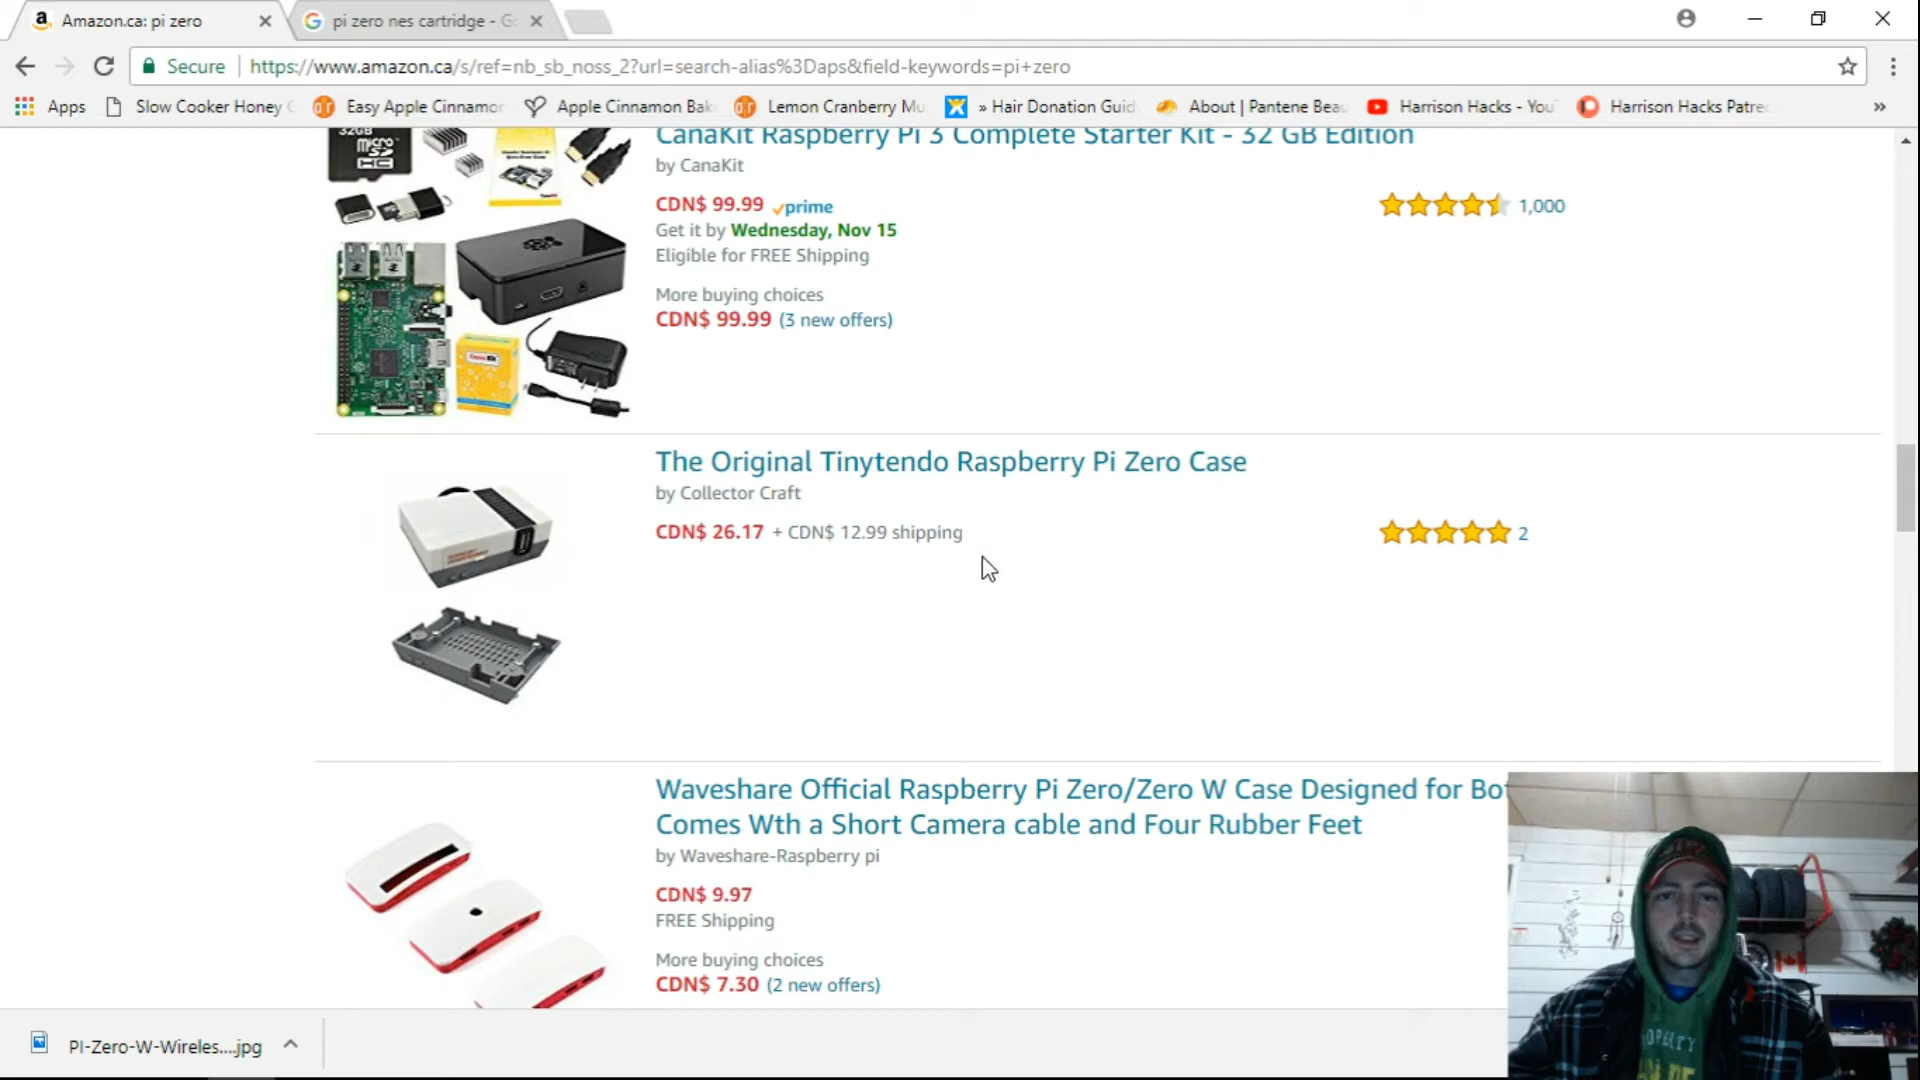 Amazon.ca: pi zero
pi zero nes cartridge - Go
Secure
https://www.amazon.ca/s/ref=nb_sb_noss_2?url=search-alias%3Daps&field-keywords=pi+zero
Apps
Slow Cooker Honey G
Easy Apple Cinnamon
Apple Cinnamon Bak
Lemon Cranberry Mu
» Hair Donation Guid
About | Pantene Beau
Harrison Hacks - You
Harrison Hacks Patre
»
32GB
micro
HC
CanaKit Raspberry Pi 3 Complete Starter Kit - 32 GB Edition
by CanaKit
CDN$ 99.99 prime
1,000
Get it by Wednesday, Nov 15
Eligible for FREE Shipping
More buying choices
CDN$ 99.99 (3 new offers)
The Original Tinytendo Raspberry Pi Zero Case
by Collector Craft
CDN$ 26.17 + CDN$ 12.99 shipping
2
Waveshare Official Raspberry Pi Zero/Zero W Case Designed for Bo
Comes Wth a Short Camera cable and Four Rubber Feet
by Waveshare-Raspberry pi
CDN$ 9.97
FREE Shipping
More buying choices
CDN$ 7.30 (2 new offers)
PI-Zero-W-Wireles....jpg